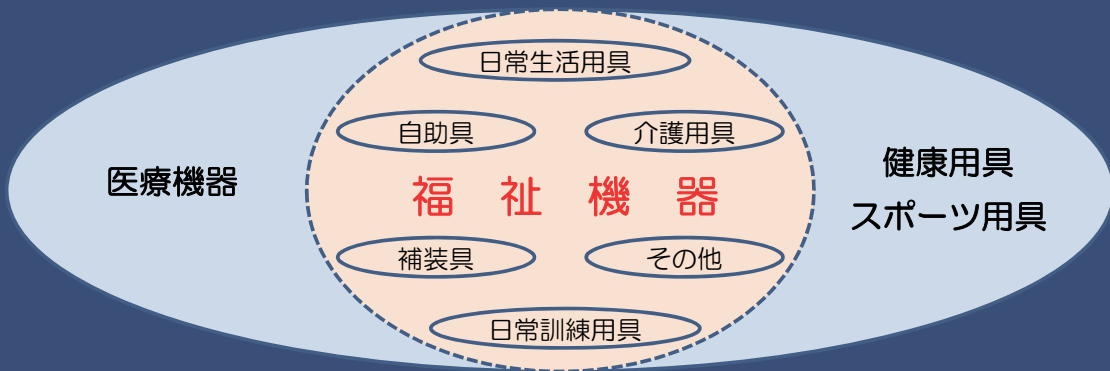 日常生活用具
自助具
介護用具
医療機器
福祉機器
健康用具
スポーツ用具
補装具
その他
日常訓練用具